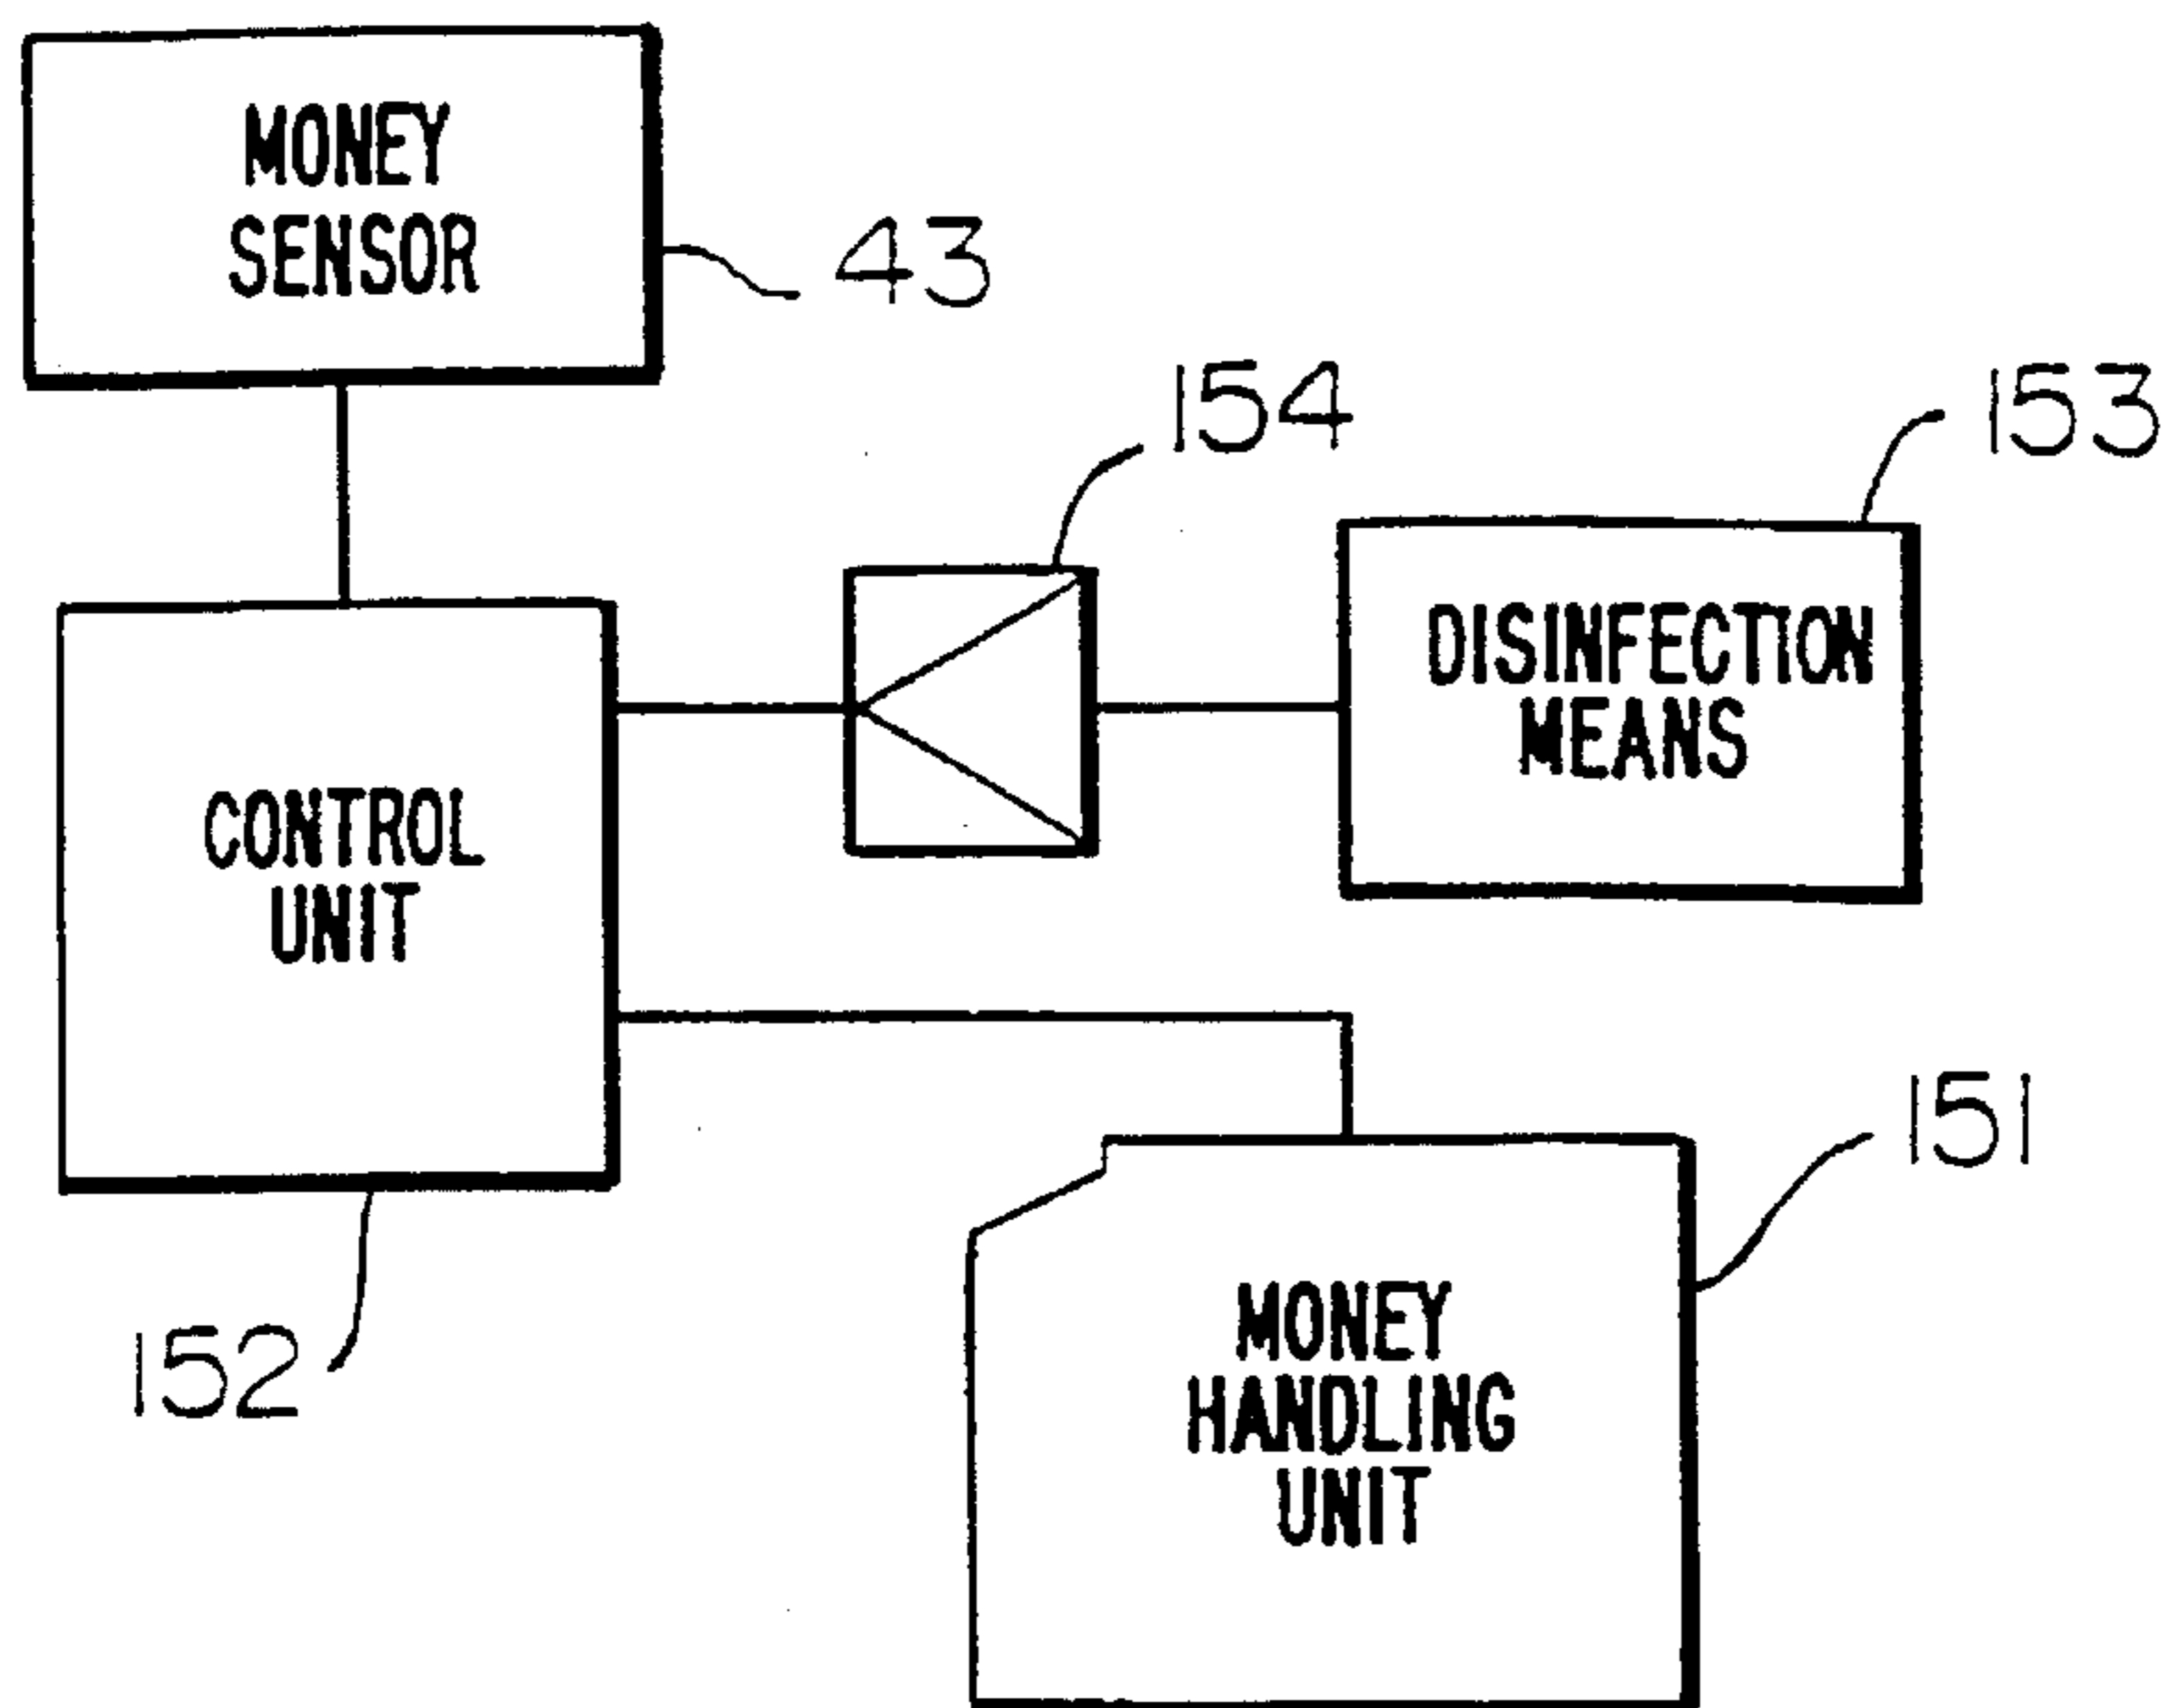 MONEY
SENSOR
43
154
153
DISINFECTION
MEANS
CONTROL
UNIT
151
152
MONEY
HANDLING
UNIT